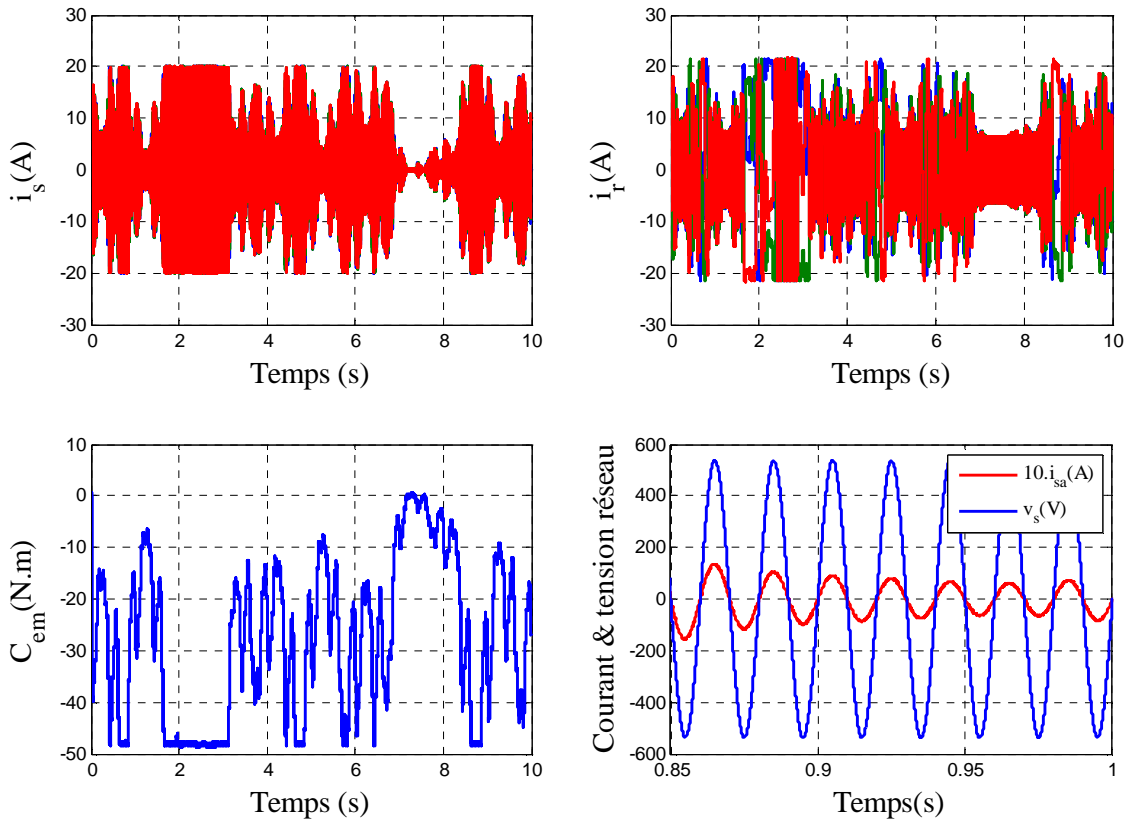 30
20
10
0
-10
-20
-30
0 2 4 6 8 10
i_s(A)
Temps (s)
30
20
10
0
-10
-20
-30
0 2 4 6 8 10
i_r(A)
Temps (s)
10
0
-10
-20
-30
-40
-50
0 2 4 6 8 10
C_em(N.m)
Temps (s)
600
400
200
0
-200
-400
-600
0.85 0.9 0.95 1
Courant & tension réseau
Temps(s)
10.i_sa(A)
v_s(V)